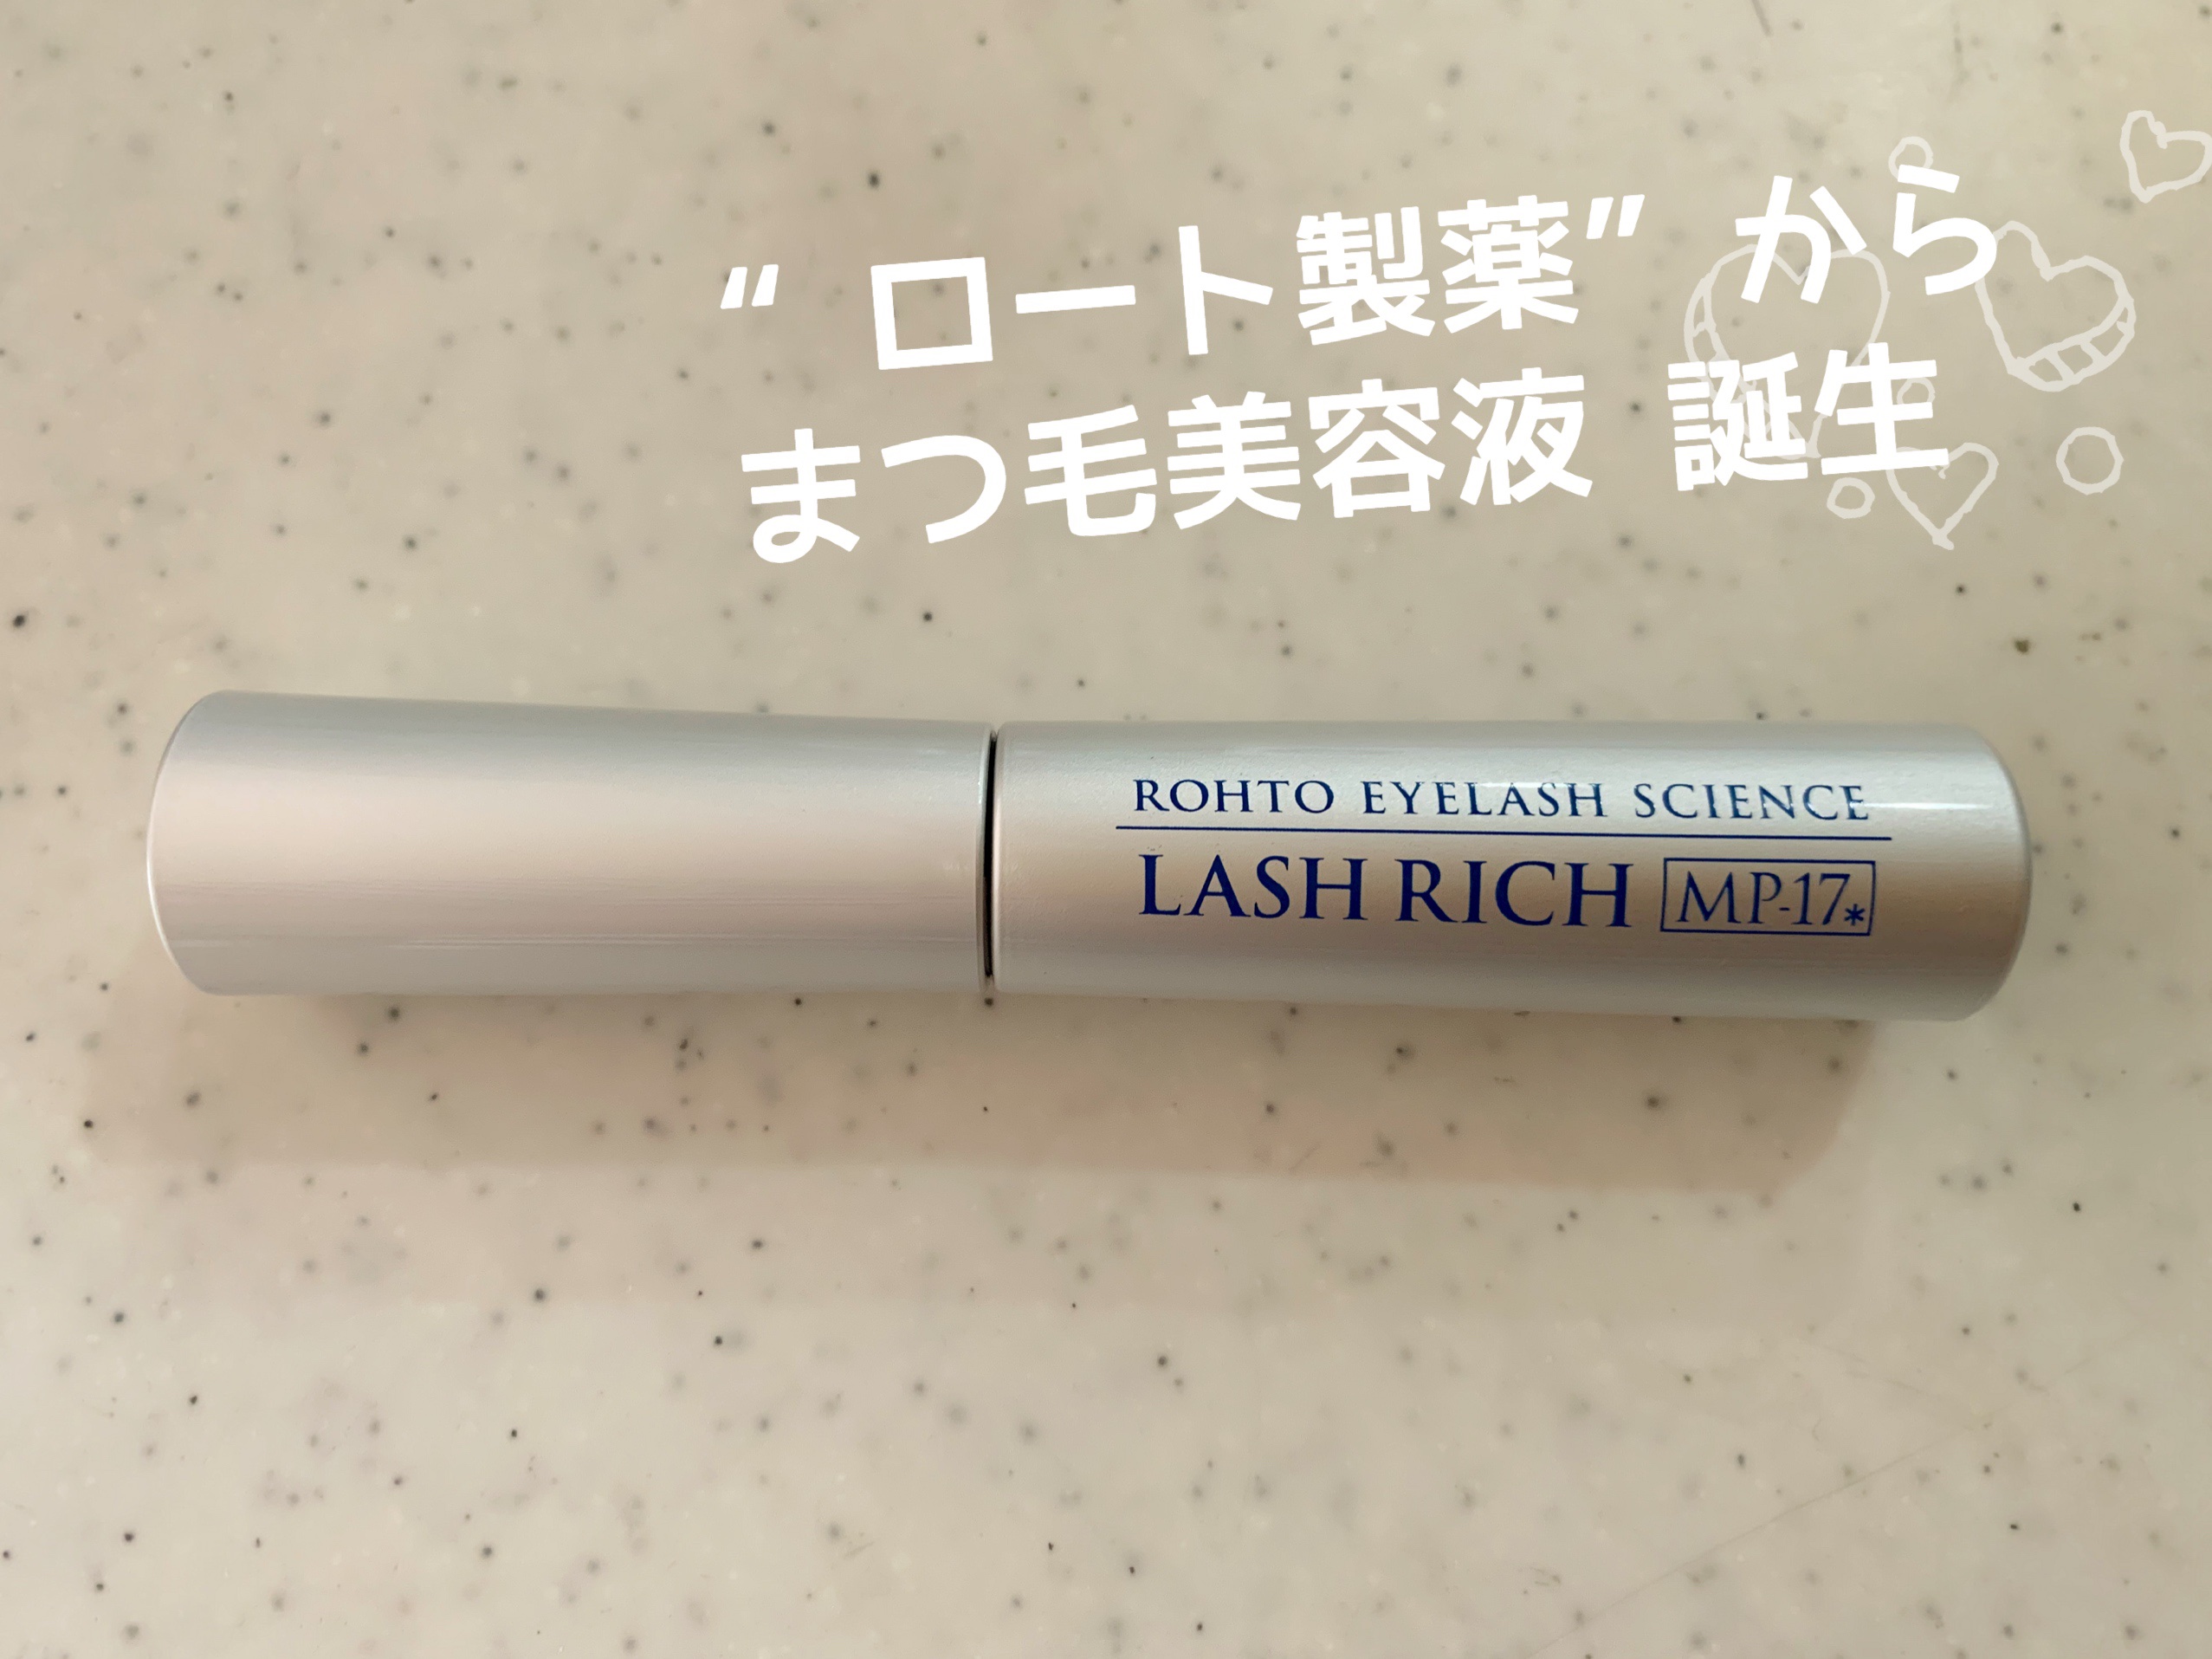 “ ロート製薬” から
まつ毛美容液 誕生
ROHTO EYELASH SCIENCE
LASH RICH MP-17*